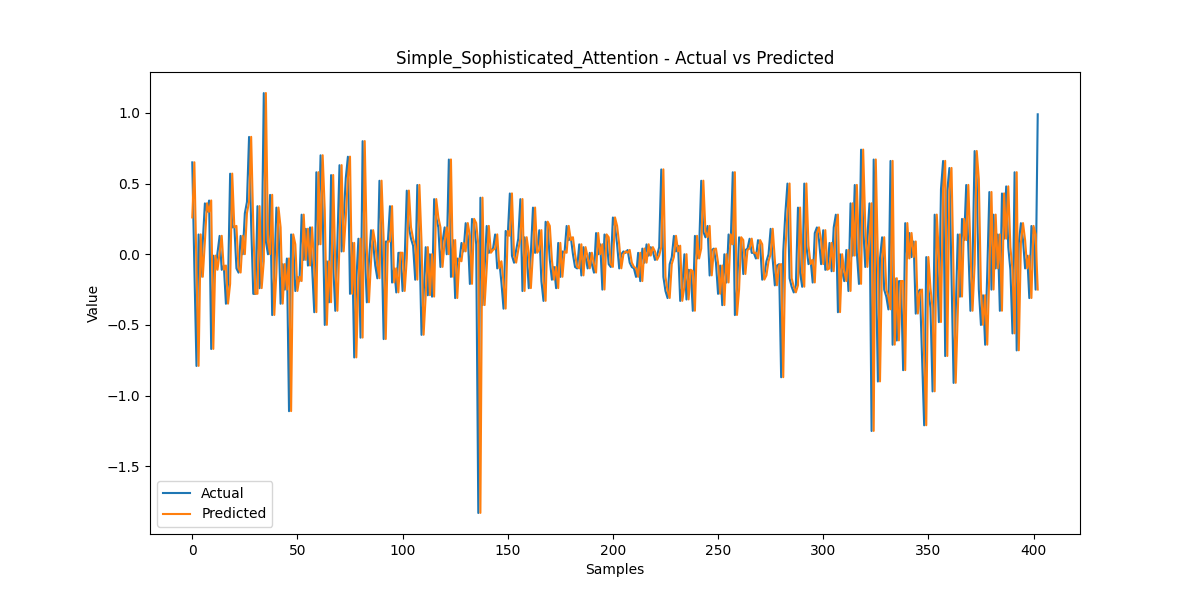 Simple_Sophisticated_Attention - Actual vs Predicted
1.0
0.5
0.0
−0.5
−1.0
−1.5
Value
Actual
Predicted
0 50 100 150 200 250 300 350 400
Samples